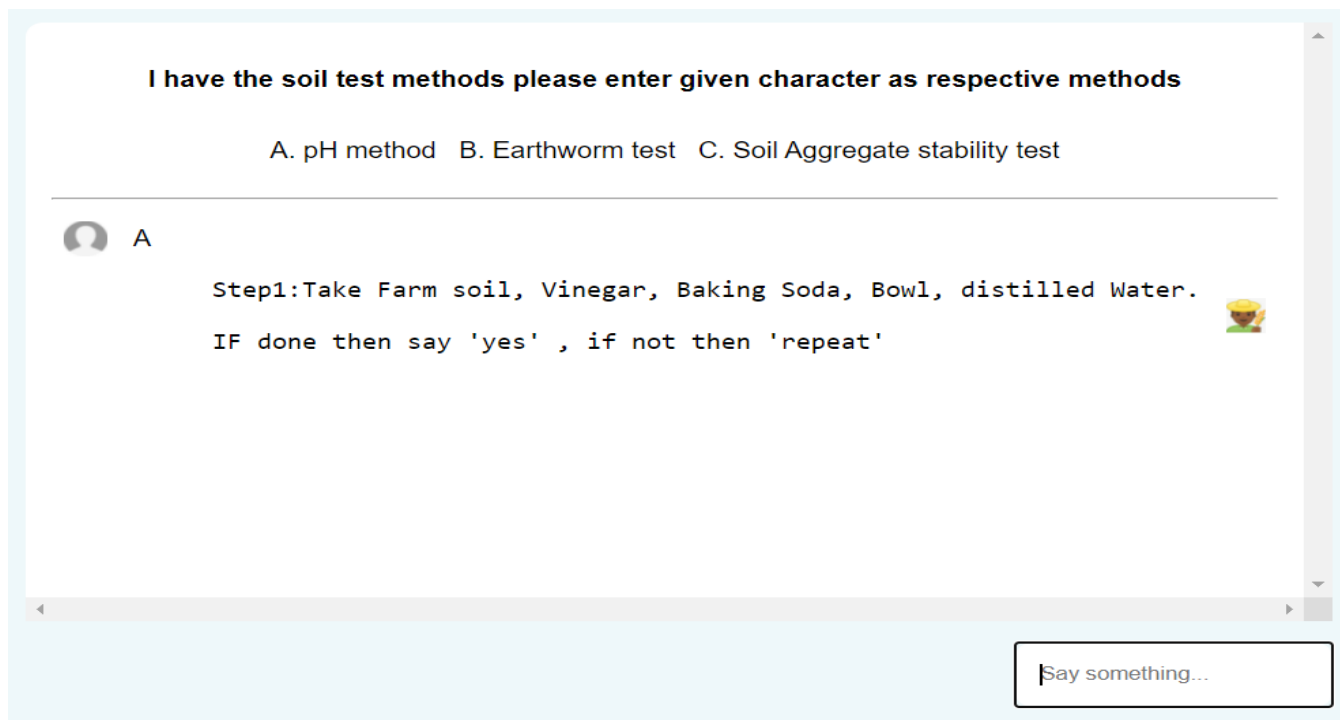 I have the soil test methods please enter given character as respective methods
A. pH method B. Earthworm test C. Soil Aggregate stability test
A
Step1:Take Farm soil, Vinegar, Baking Soda, Bowl, distilled Water.
IF done then say 'yes' , if not then 'repeat'
Say something...